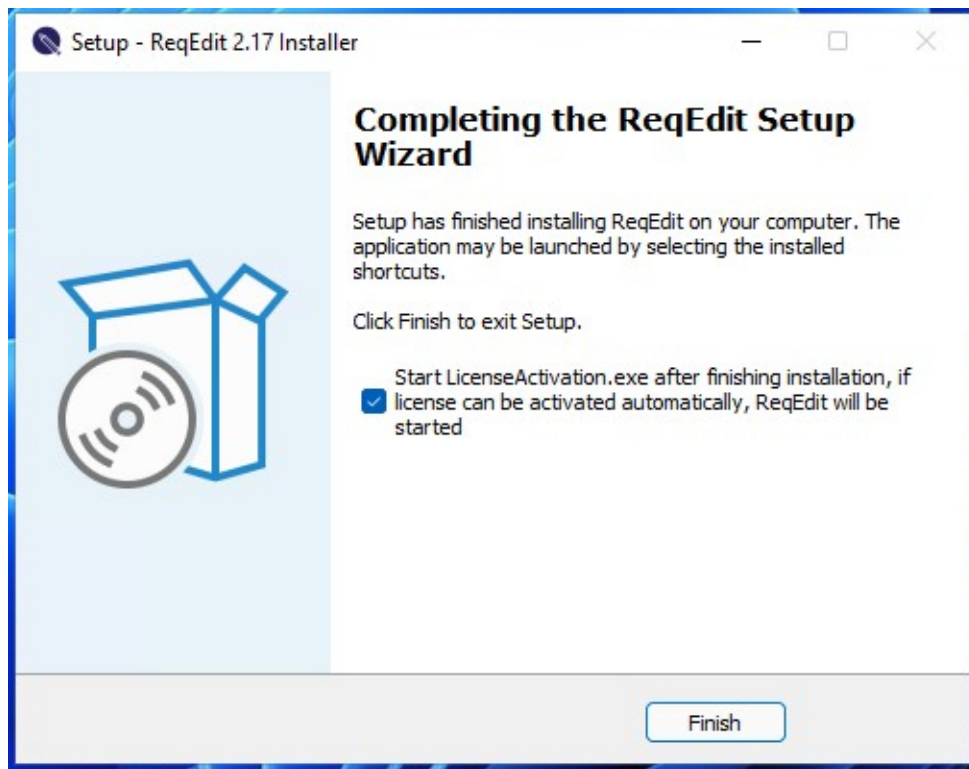 Setup - ReqEdit 2.17 Installer
Completing the ReqEdit Setup
Wizard
Setup has finished installing ReqEdit on your computer. The
application may be launched by selecting the installed
shortcuts.
Click Finish to exit Setup.
Start LicenseActivation.exe after finishing installation, if
license can be activated automatically, ReqEdit will be
started
Finish